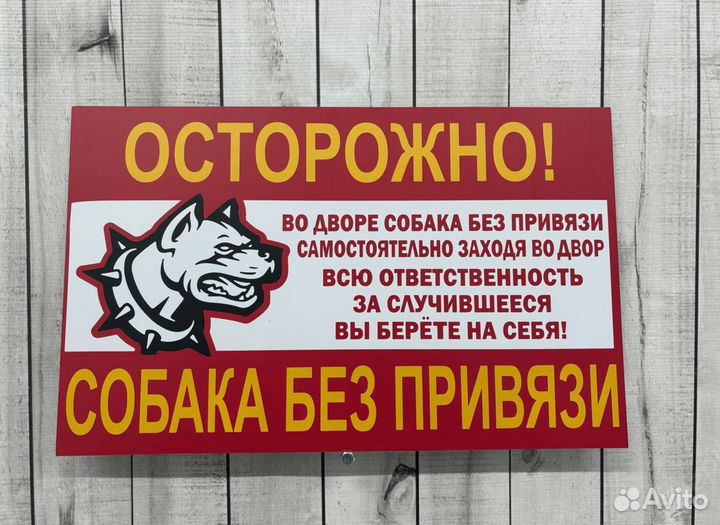 ОСТОРОЖНО!
ВО ДВОРЕ СОБАКА БЕЗ ПРИВЯЗИ
САМОСТОЯТЕЛЬНО ЗАХОДЯ ВО ДВОР
ВСЮ ОТВЕТСТВЕННОСТЬ
ЗА СЛУЧИВШЕЕСЯ
ВЫ БЕРЁТЕ НА СЕБЯ!
СОБАКА БЕЗ ПРИВЯЗИ
Avito